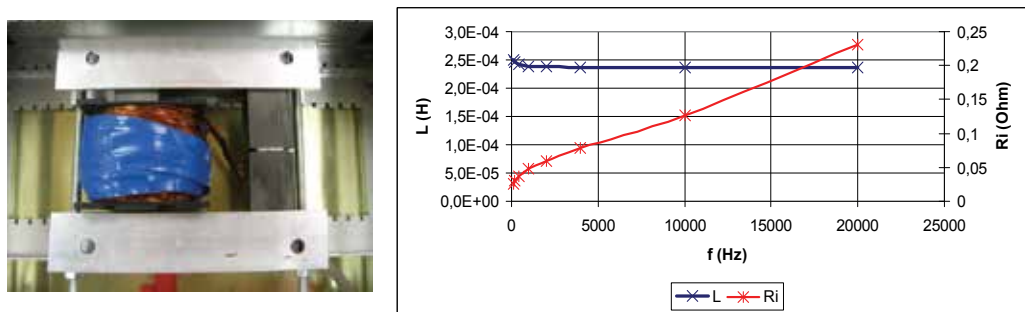 3,0E-04
2,5E-04
2,0E-04
1,5E-04
1,0E-04
5,0E-05
0,0E+00
L (H)
0,25
0,2
0,15
0,1
0,05
0
Ri (Ohm)
0 5000 10000 15000 20000 25000
f (Hz)
L Ri